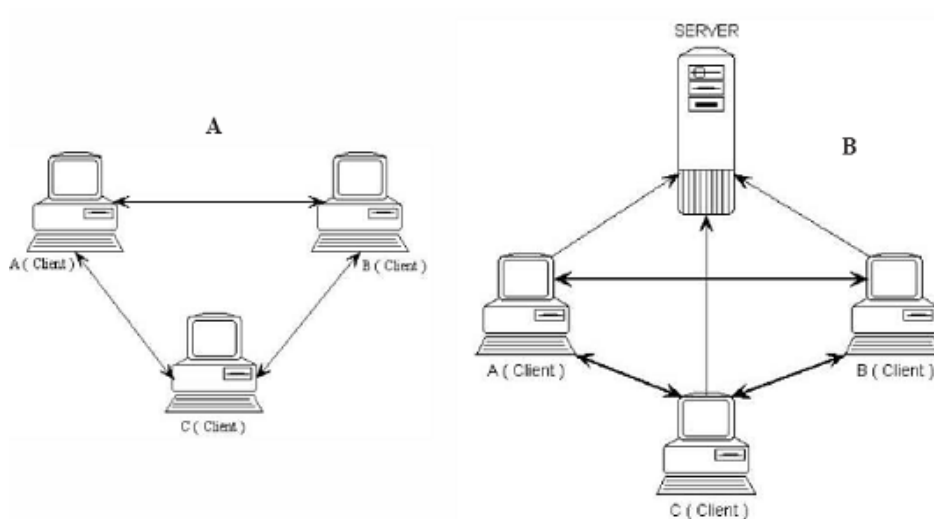 A
A ( Client )
B ( Client )
C ( Client )
SERVER
B
A ( Client )
B ( Client )
C ( Client )